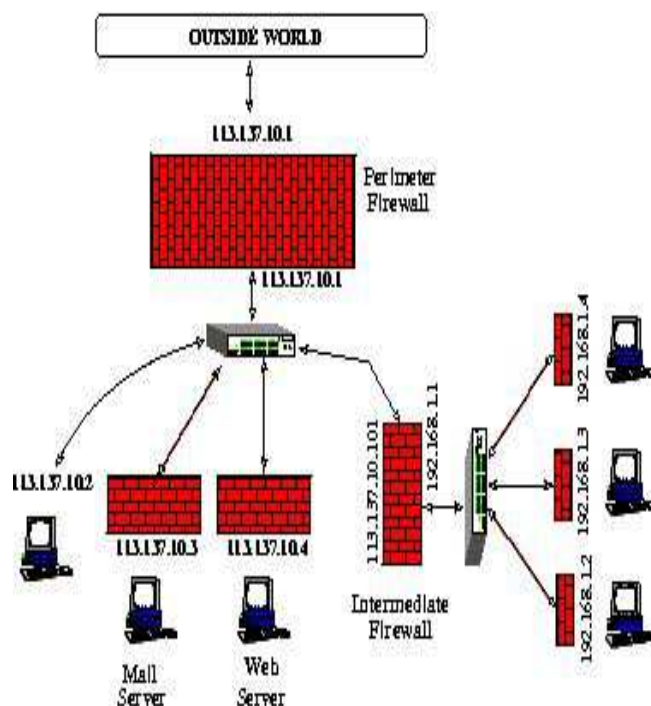 OUTSIDE WORLD
113.137.10.1
Perimeter
Firewall
113.137.10.1
113.137.10.2
113.137.10.3
113.137.10.4
Mail
Server
Web
Server
113.137.10.101
192.168.1.1
Intermediate
Firewall
192.168.1.4
192.168.1.3
192.168.1.2